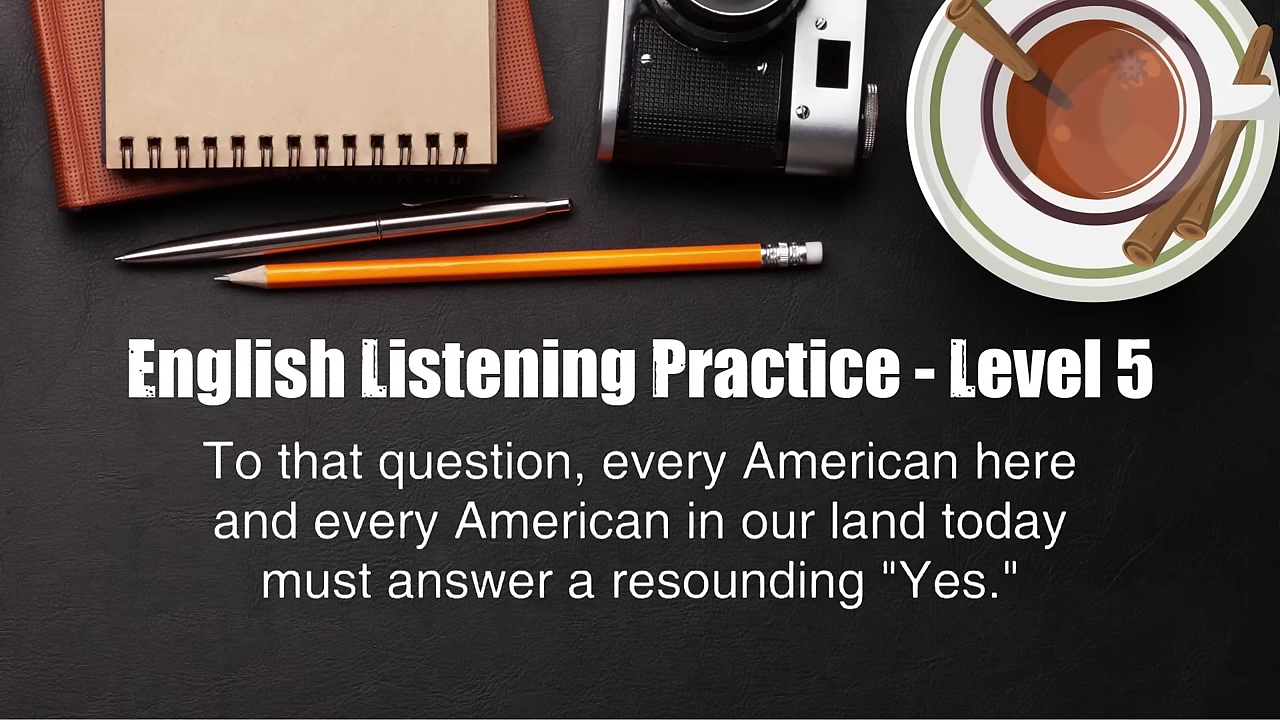 English Listening Practice - Level 5
To that question, every American here
and every American in our land today
must answer a resounding "Yes."